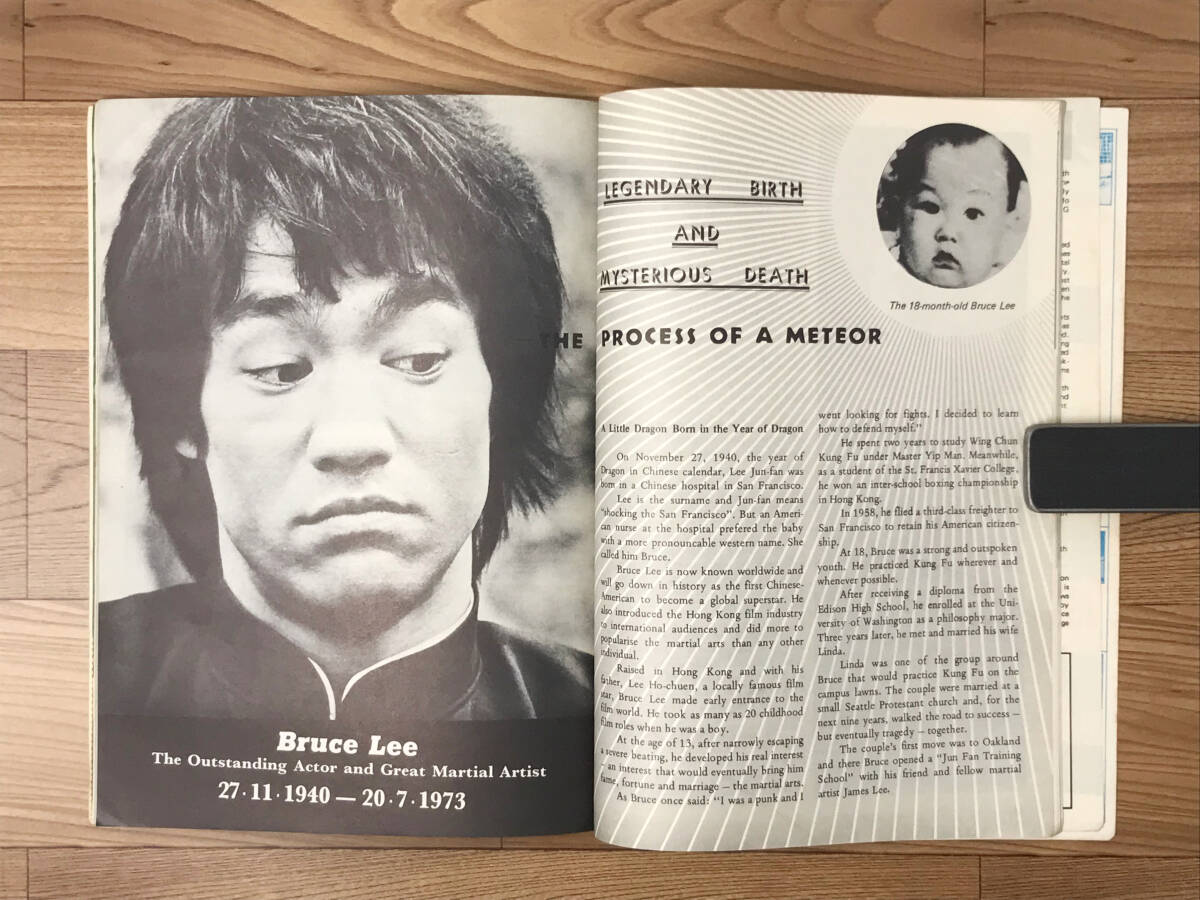 Bruce Lee
The Outstanding Actor and Great Martial Artist
27·11·1940 — 20·7·1973
LEGENDARY BIRTH
AND
MYSTERIOUS DEATH
THE PROCESS OF A METEOR
The 18-month-old Bruce Lee
A Little Dragon Born in the Year of Dragon
On November 27, 1940, the year of
Dragon in Chinese calendar, Lee Jun-fan was
born in a Chinese hospital in San Francisco.
Lee is the surname and Jun-fan means
"shocking the San Francisco". But an Ameri-
can nurse at the hospital prefered the baby
with a more pronouncable western name. She
called him Bruce.
Bruce Lee is now known worldwide and
will go down in history as the first Chinese-
American to become a global superstar. He
also introduced the Hong Kong film industry
to international audiences and did more to
popularise the martial arts than any other
individual.
Raised in Hong Kong and with his
father, Lee Ho-chuen, a locally famous film
star, Bruce Lee made early entrance to the
film world. He took as many as 20 childhood
film roles when he was a boy.
At the age of 13, after narrowly escaping
a severe beating, he developed his real interest
– an interest that would eventually bring him
fame, fortune and marriage – the martial arts.
As Bruce once said: "I was a punk and I
went looking for fights. I decided to learn
how to defend myself."
He spent two years to study Wing Chun
Kung Fu under Master Yip Man. Meanwhile,
as a student of the St. Francis Xavier College,
he won an inter-school boxing championship
in Hong Kong.
In 1958, he flied a third-class freighter to
San Francisco to retain his American citizen-
ship.
At 18, Bruce was a strong and outspoken
youth. He practiced Kung Fu wherever and
whenever possible.
After receiving a diploma from the
Edison High School, he enrolled at the Uni-
versity of Washington as a philosophy major.
Three years later, he met and married his wife
Linda.
Linda was one of the group around
Bruce that would practice Kung Fu on the
campus lawns. The couple were married at a
small Seattle Protestant church and, for the
next nine years, walked the road to success –
but eventually tragedy – together.
The couple's first move was to Oakland
and there Bruce opened a "Jun Fan Training
School" with his friend and fellow martial
artist James Lee.